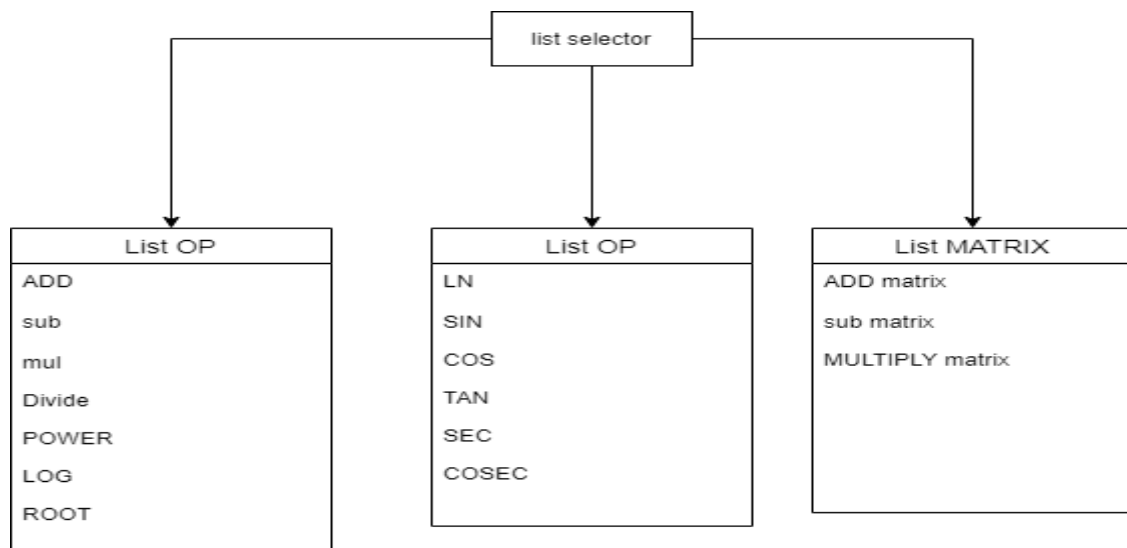 list selector
List OP
ADD
sub
mul
Divide
POWER
LOG
ROOT
List OP
LN
SIN
COS
TAN
SEC
COSEC
List MATRIX
ADD matrix
sub matrix
MULTIPLY matrix